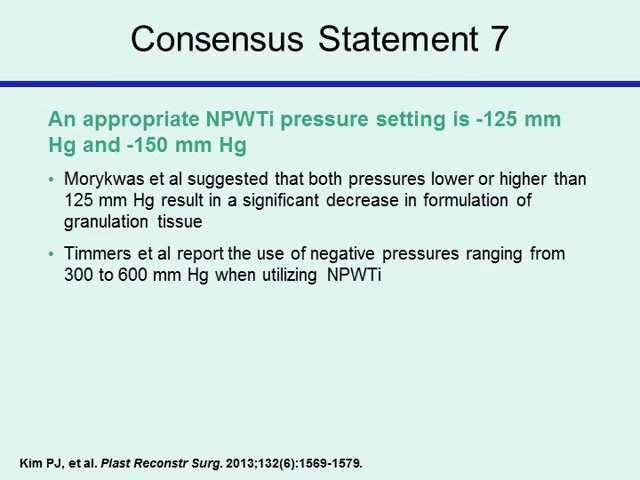 Consensus Statement 7
An appropriate NPWTi pressure setting is -125 mm
Hg and -150 mm Hg
• Morykwas et al suggested that both pressures lower or higher than
125 mm Hg result in a significant decrease in formulation of
granulation tissue
• Timmers et al report the use of negative pressures ranging from
300 to 600 mm Hg when utilizing NPWTi
Kim PJ, et al. Plast Reconstr Surg. 2013;132(6):1569-1579.